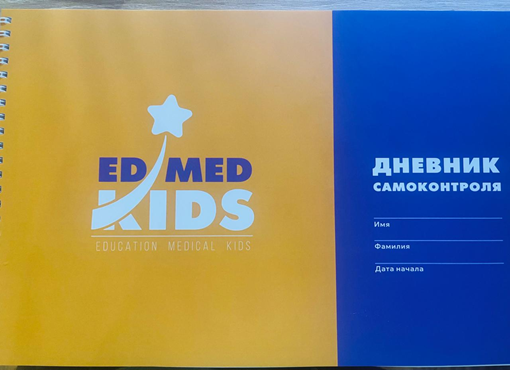 ED MED
KIDS
EDUCATION MEDICAL KIDS
ДНЕВНИК
САМОКОНТРОЛЯ
Имя
Фамилия
Дата начала